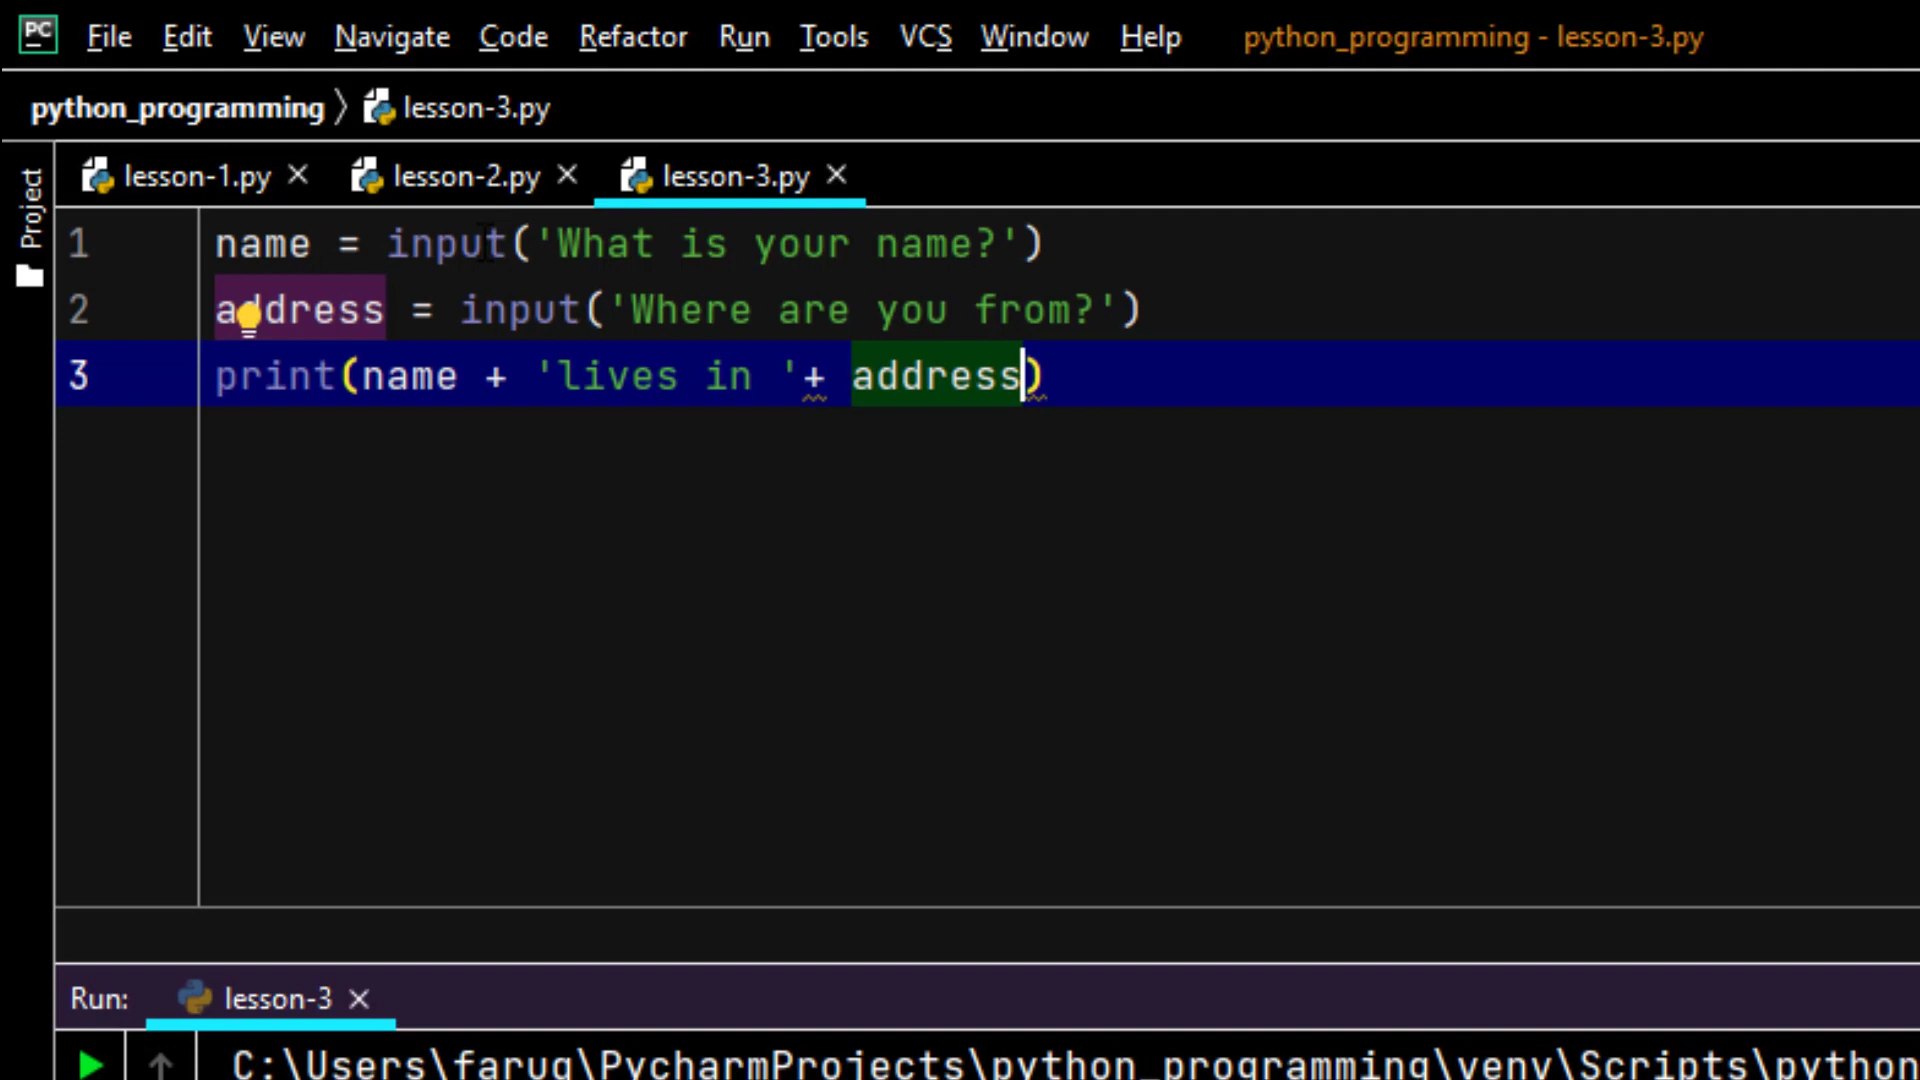 PC File Edit View Navigate Code Refactor Run Tools VCS Window Help python_programming - lesson-3.py
python_programming 〉 lesson-3.py
Project
lesson-1.py × lesson-2.py × lesson-3.py ×
1 name = input('What is your name?')
2 address = input('Where are you from?')
3 print(name + 'lives in '+ address)
Run: lesson-3 ×
C:\Users\faruq\PycharmProjects\python_programming\venv\Scripts\python